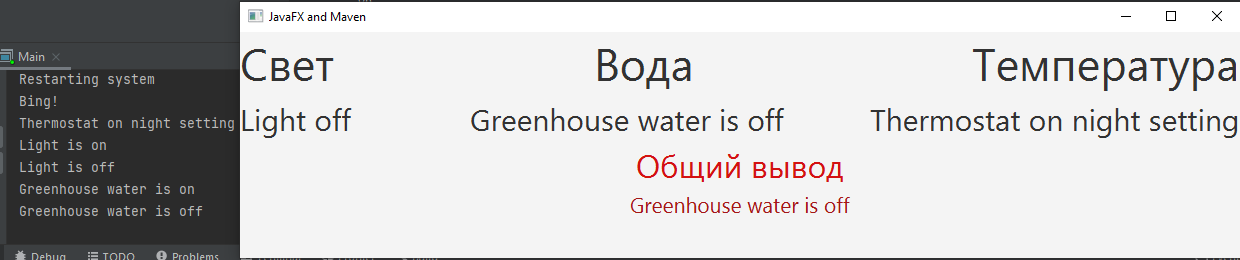 Main
Restarting system
Bing!
Thermostat on night setting
Light is on
Light is off
Greenhouse water is on
Greenhouse water is off
Debug TODO Problems
JavaFX and Maven
Свет Вода Температура
Light off Greenhouse water is off Thermostat on night setting
Общий вывод
Greenhouse water is off